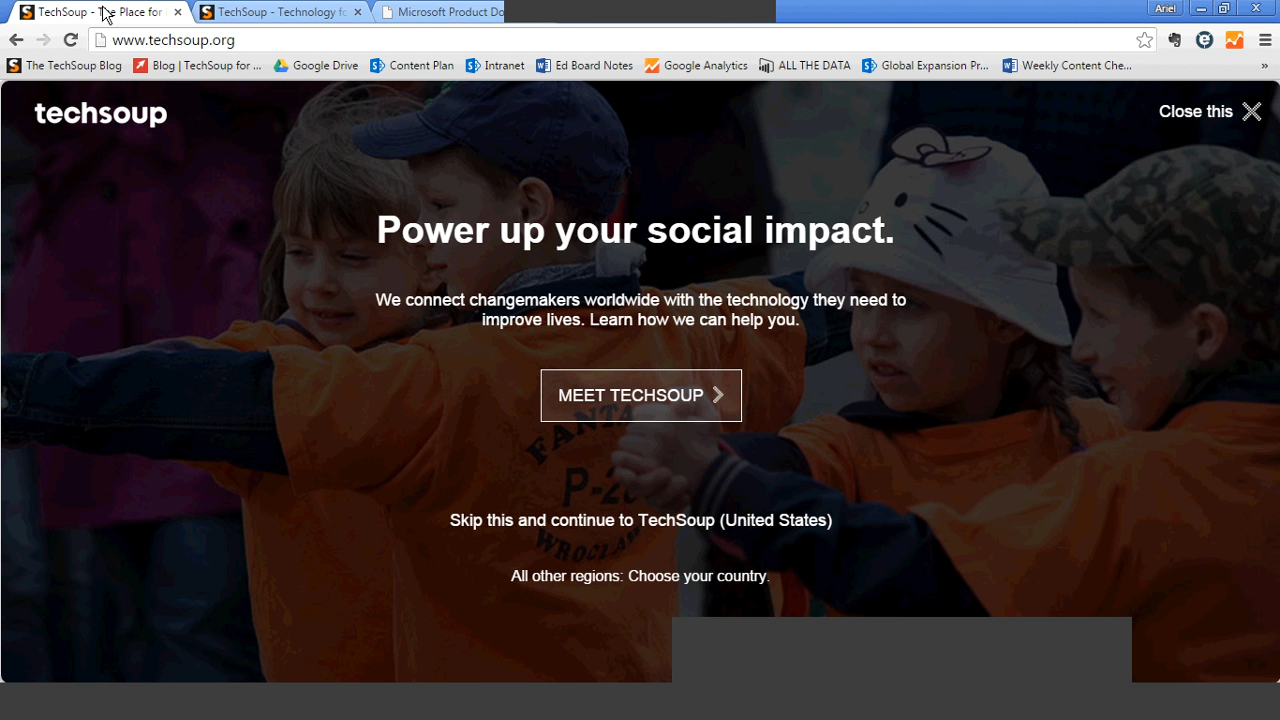 TechSoup - The Place for
TechSoup - Technology fo
Microsoft Product Do
Ariel
www.techsoup.org
The TechSoup Blog
Blog | TechSoup for ...
Google Drive
Content Plan
Intranet
Ed Board Notes
Google Analytics
ALL THE DATA
Global Expansion Pr...
Weekly Content Che...
»
techsoup
Close this
Power up your social impact.
We connect changemakers worldwide with the technology they need to
improve lives. Learn how we can help you.
MEET TECHSOUP
FANTA
P-2
WROCŁAW
Skip this and continue to TechSoup (United States)
All other regions: Choose your country.